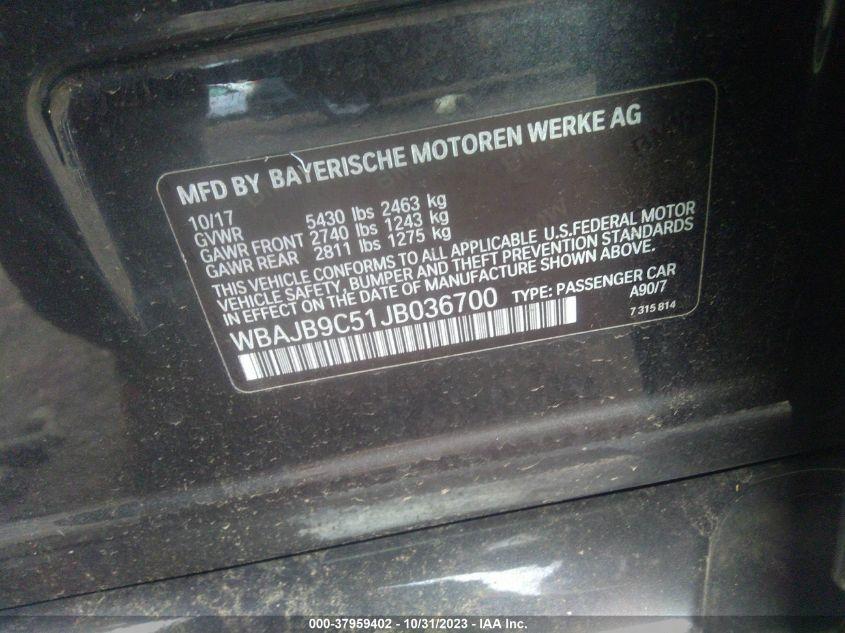 MFD BY BAYERISCHE MOTOREN WERKE AG
10/17 5430 lbs 2463 kg
GVWR
GAWR FRONT 2740 lbs 1243 kg
GAWR REAR 2811 lbs 1275 kg
THIS VEHICLE CONFORMS TO ALL APPLICABLE U.S.FEDERAL MOTOR
VEHICLE SAFETY, BUMPER AND THEFT PREVENTION STANDARDS
IN EFFECT ON THE DATE OF MANUFACTURE SHOWN ABOVE.
WBAJB9C51JB036700 TYPE: PASSENGER CAR
A90/7
7 315 814
000-37959402 - 10/31/2023 - IAA Inc.